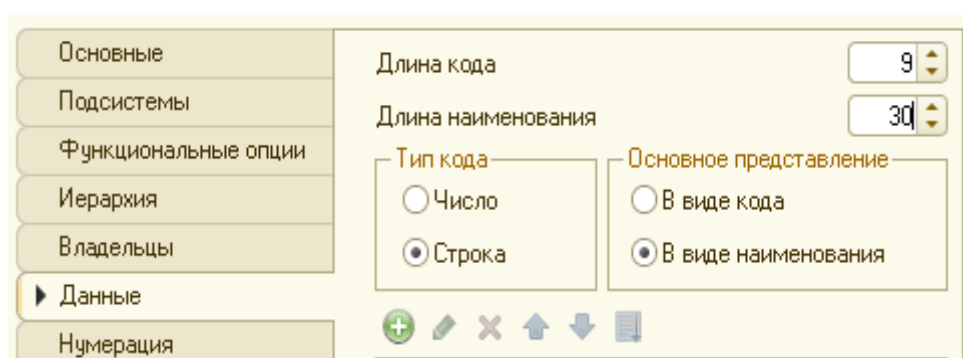 Основные
Подсистемы
Функциональные опции
Иерархия
Владельцы
Данные
Нумерация
Длина кода 9
Длина наименования 30
Тип кода
Число
Строка
Основное представление
В виде кода
В виде наименования